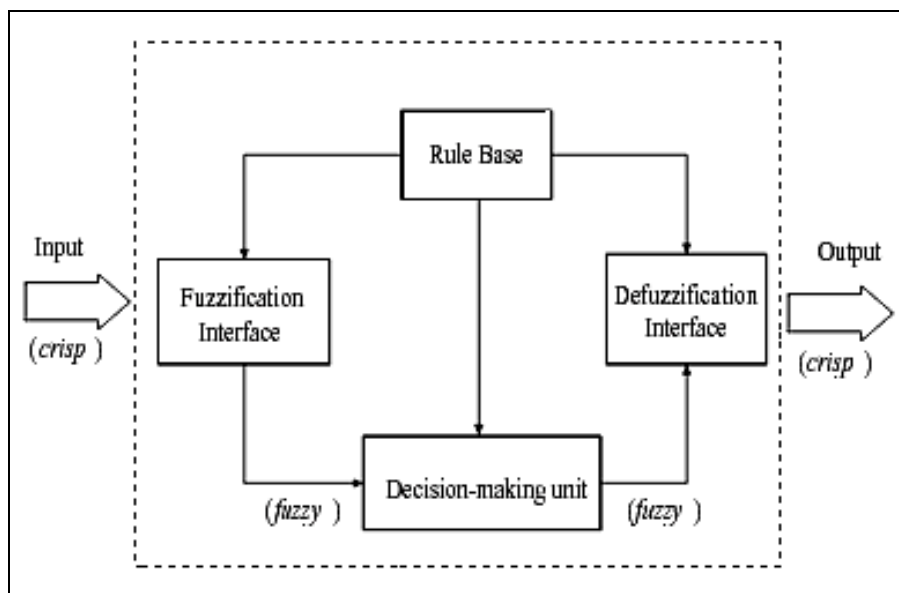 Rule Base
Input
(crisp )
Fuzzification
Interface
Defuzzification
Interface
Output
(crisp )
Decision-making unit
(fuzzy )
(fuzzy )